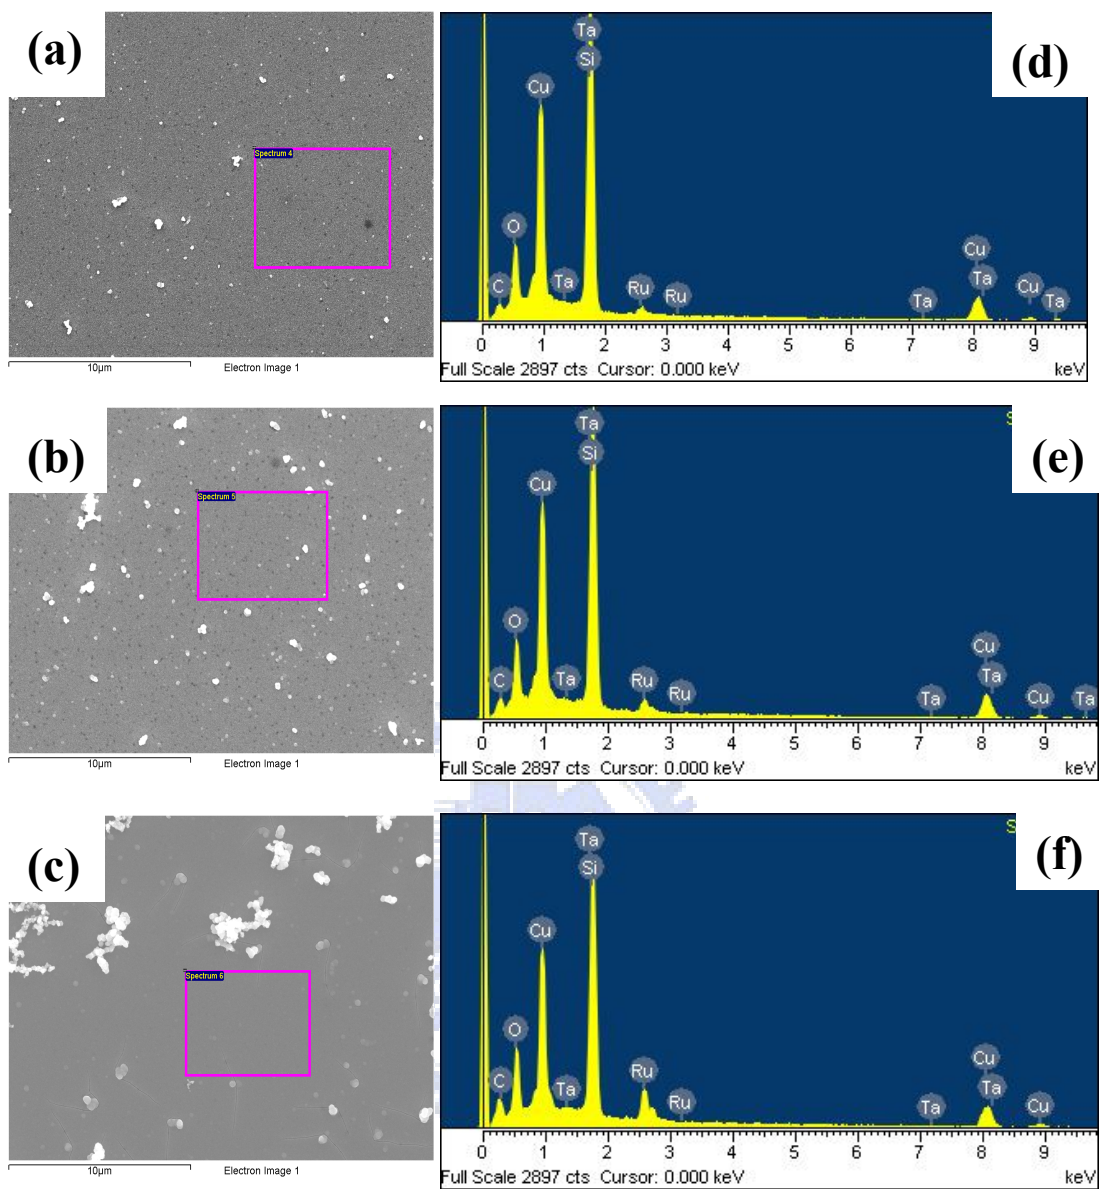 (a)
Spectrum 4
10μm Electron Image 1
(d)
Ta
Si
Cu
O
C
Ta
Ru
Ru
Ta
Cu
Ta
Cu
Ta
0 1 2 3 4 5 6 7 8 9
Full Scale 2897 cts Cursor: 0.000 keV keV
(b)
Spectrum 5
10μm Electron Image 1
S
(e)
Ta
Si
Cu
O
C
Ta
Ru
Ru
Ta
Cu
Ta
Cu
Ta
0 1 2 3 4 5 6 7 8 9
Full Scale 2897 cts Cursor: 0.000 keV keV
(c)
Spectrum 6
10μm Electron Image 1
S
(f)
Ta
Si
Cu
O
C
Ta
Ru
Ru
Ta
Cu
Ta
Cu
0 1 2 3 4 5 6 7 8 9
Full Scale 2897 cts Cursor: 0.000 keV keV